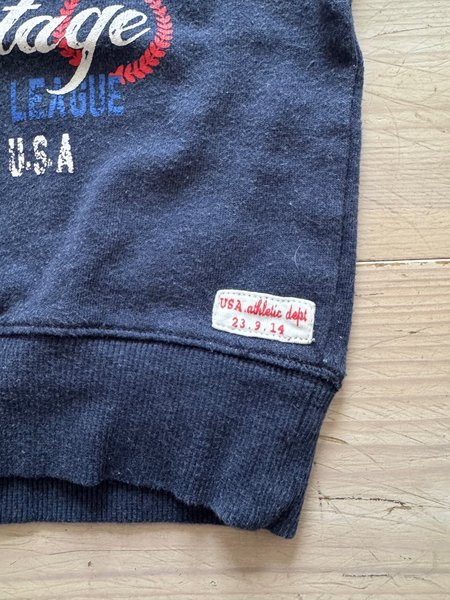 tage
LEAGUE
U.S.A
USA athletic dept
23.9.14